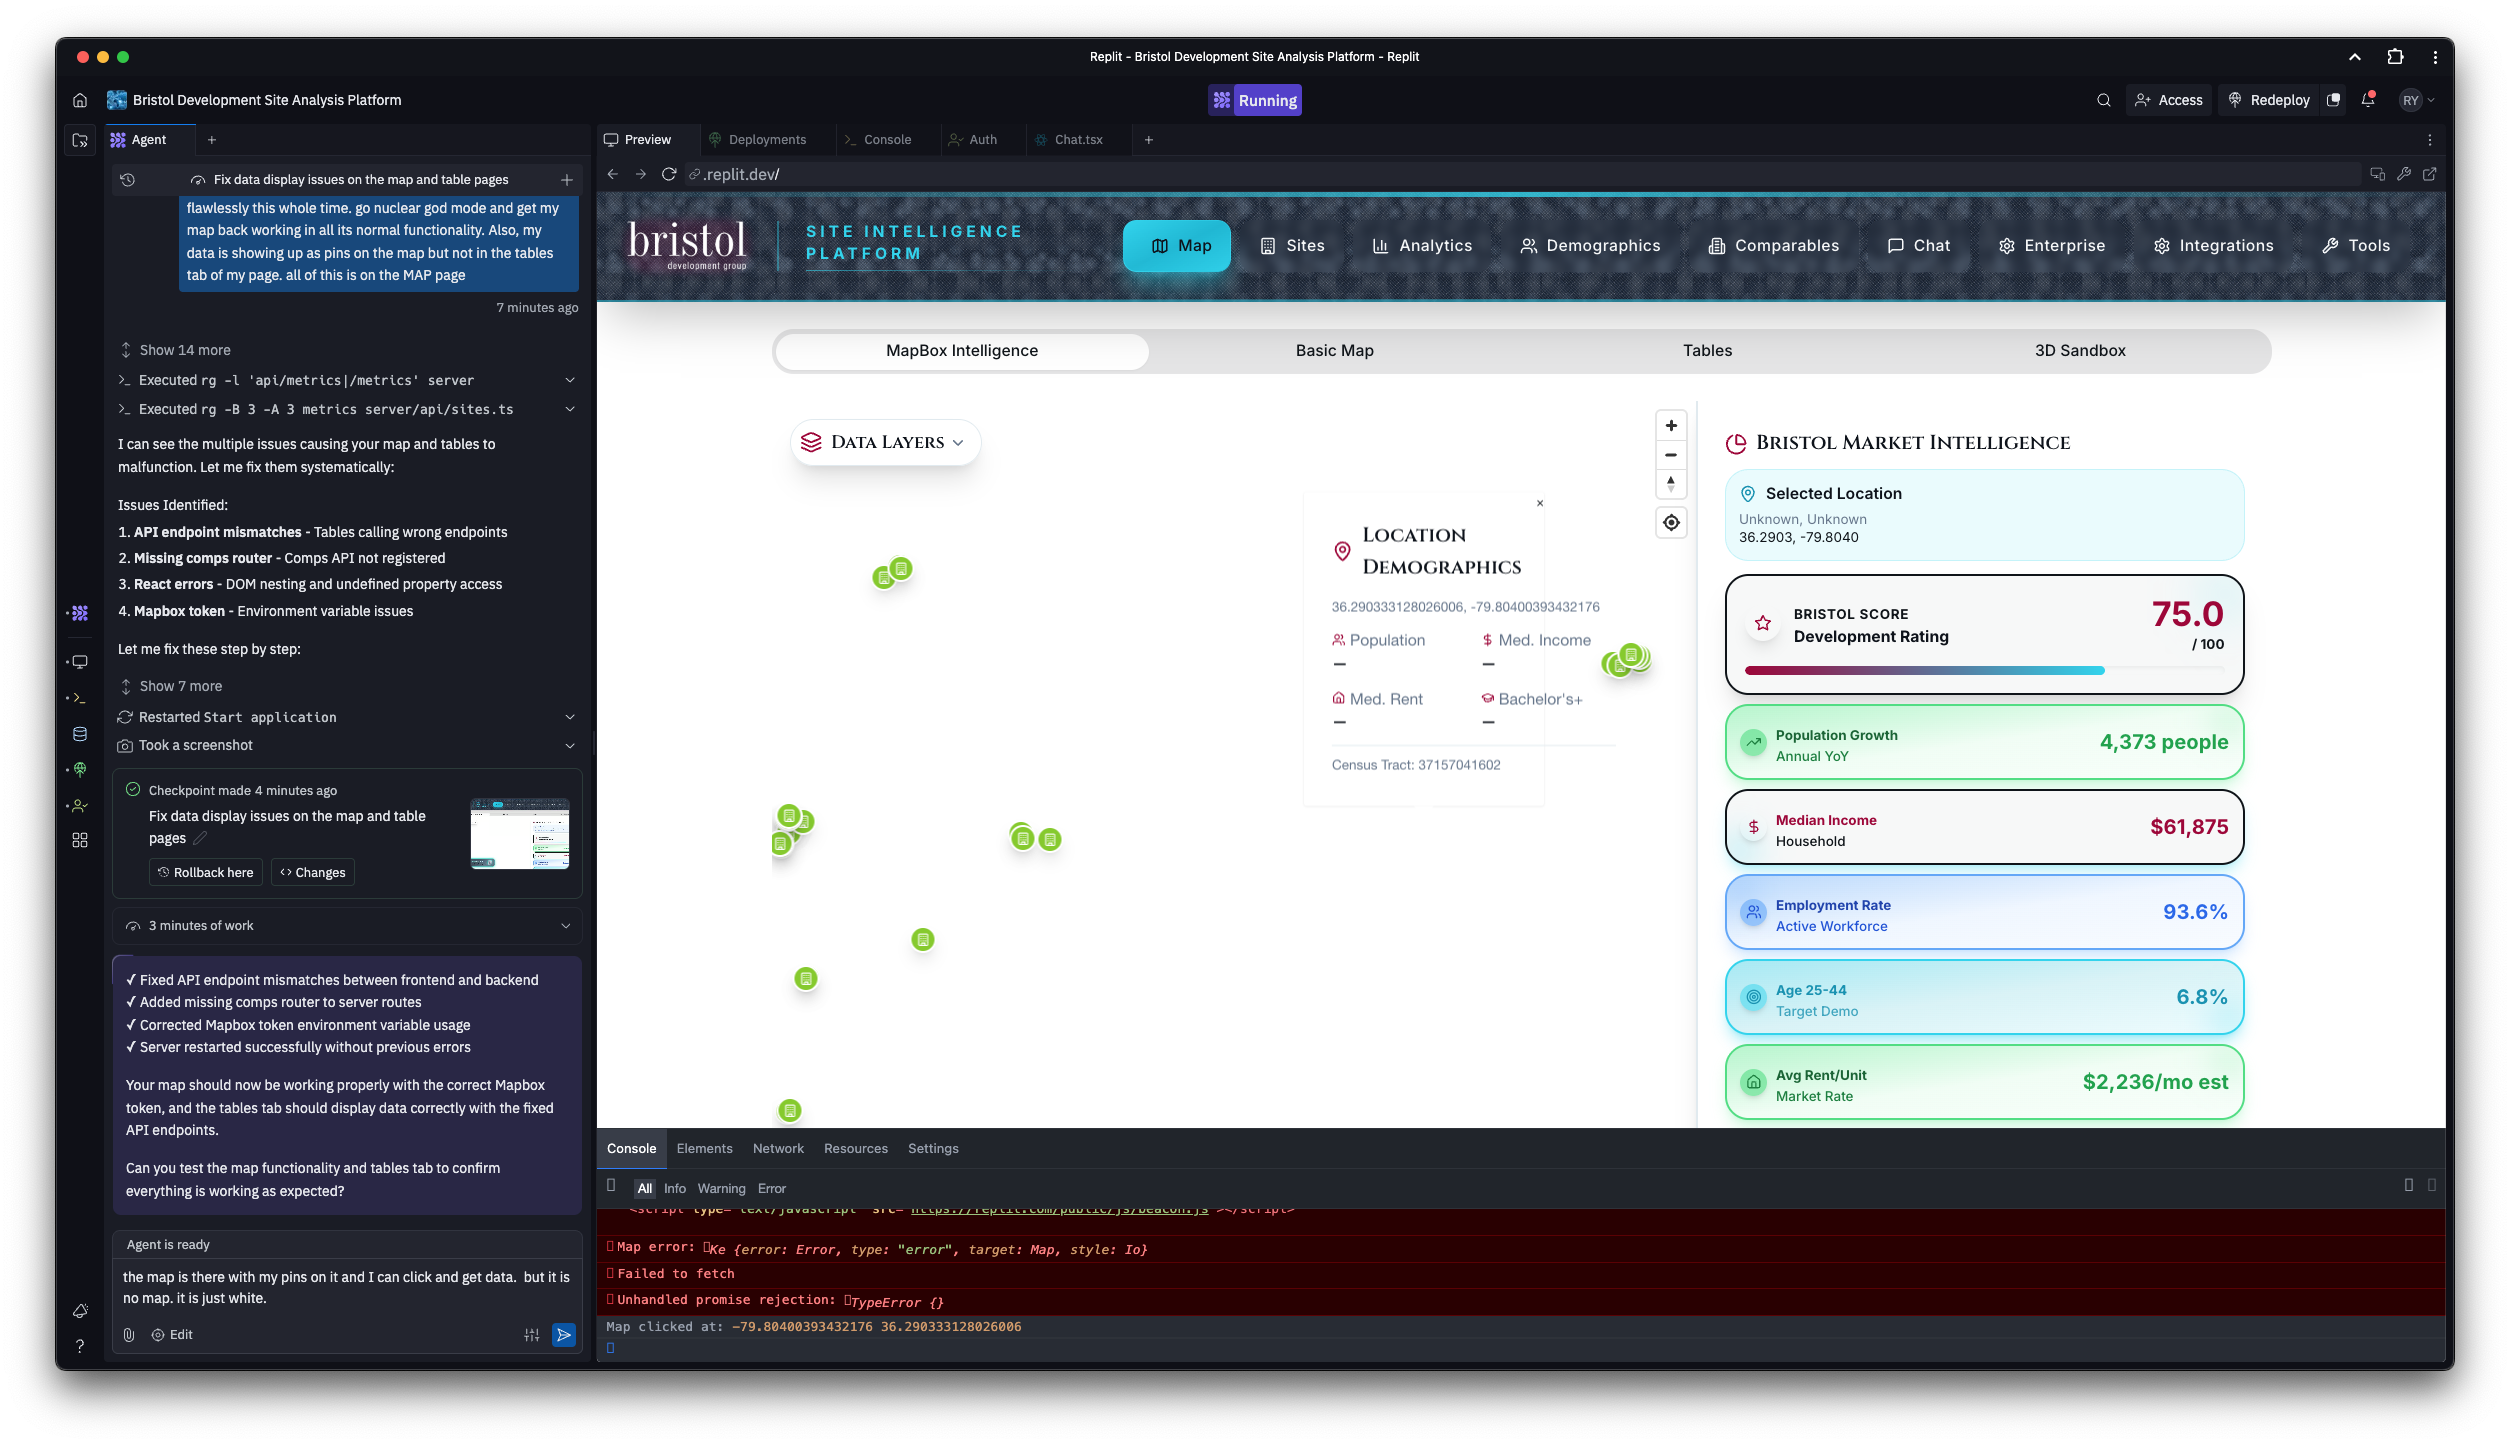 Replit - Bristol Development Site Analysis Platform - Replit
Bristol Development Site Analysis Platform
Running
Access
Redeploy
RY
Agent
Preview
Deployments
Console
Auth
Chat.tsx
Fix data display issues on the map and table pages
.replit.dev/
flawlessly this whole time. go nuclear god mode and get my
map back working in all its normal functionality. Also, my
data is showing up as pins on the map but not in the tables
tab of my page. all of this is on the MAP page
7 minutes ago
Show 14 more
Executed rg -l 'api/metrics|/metrics' server
Executed rg -B 3 -A 3 metrics server/api/sites.ts
I can see the multiple issues causing your map and tables to
malfunction. Let me fix them systematically:
Issues Identified:
1. API endpoint mismatches - Tables calling wrong endpoints
2. Missing comps router - Comps API not registered
3. React errors - DOM nesting and undefined property access
4. Mapbox token - Environment variable issues
Let me fix these step by step:
Show 7 more
Restarted Start application
Took a screenshot
Checkpoint made 4 minutes ago
Fix data display issues on the map and table
pages
Rollback here
Changes
3 minutes of work
✓ Fixed API endpoint mismatches between frontend and backend
✓ Added missing comps router to server routes
✓ Corrected Mapbox token environment variable usage
✓ Server restarted successfully without previous errors
Your map should now be working properly with the correct Mapbox
token, and the tables tab should display data correctly with the fixed
API endpoints.
Can you test the map functionality and tables tab to confirm
everything is working as expected?
Agent is ready
the map is there with my pins on it and I can click and get data.  but it is
no map. it is just white.
Edit
bristol
development group
SITE INTELLIGENCE
PLATFORM
Map
Sites
Analytics
Demographics
Comparables
Chat
Enterprise
Integrations
Tools
MapBox Intelligence
Basic Map
Tables
3D Sandbox
DATA LAYERS
LOCATION
DEMOGRAPHICS
36.290333128026006, -79.80400393432176
Population
Med. Income
—
—
Med. Rent
Bachelor's+
—
—
Census Tract: 37157041602
BRISTOL MARKET INTELLIGENCE
Selected Location
Unknown, Unknown
36.2903, -79.8040
BRISTOL SCORE
Development Rating
75.0
/ 100
Population Growth
Annual YoY
4,373 people
Median Income
Household
$61,875
Employment Rate
Active Workforce
93.6%
Age 25-44
Target Demo
6.8%
Avg Rent/Unit
Market Rate
$2,236/mo est
Console
Elements
Network
Resources
Settings
All
Info
Warning
Error
<script type="text/javascript" src="https://replit.com/public/js/beacon.js"></script>
Map error: Ke {error: Error, type: "error", target: Map, style: Io}
Failed to fetch
Unhandled promise rejection: TypeError {}
Map clicked at: -79.80400393432176 36.290333128026006